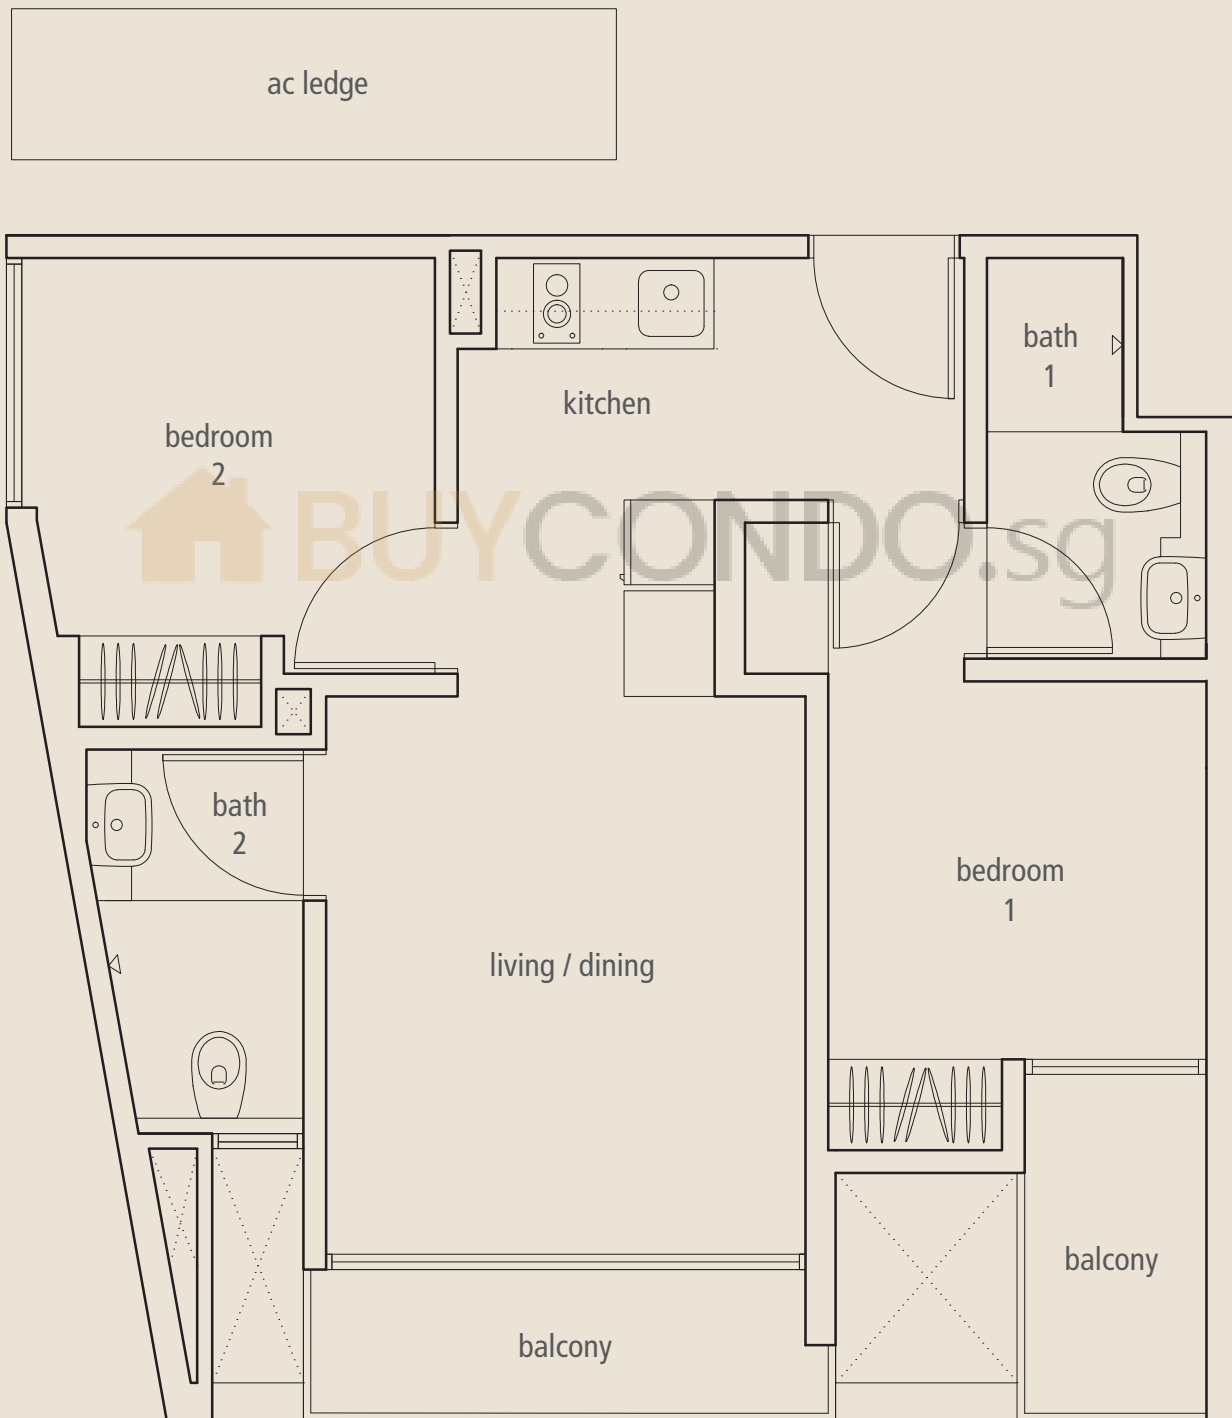 ac ledge
bath
1
kitchen
bedroom
2
BUYCONDO.sg
bath
2
bedroom
1
living / dining
balcony
balcony